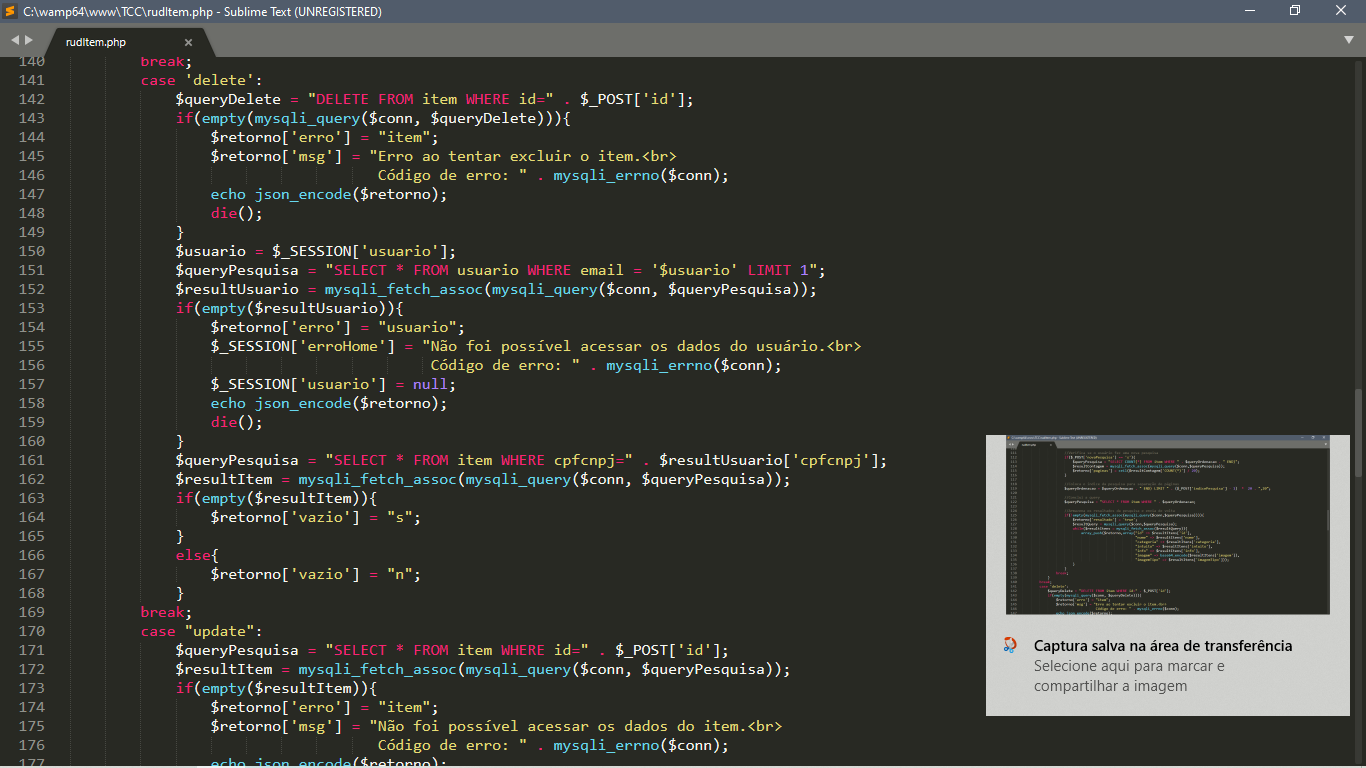 C:\wamp64\www\TCC\rudItem.php - Sublime Text (UNREGISTERED)
rudItem.php
140 break;
141 case 'delete':
142 $queryDelete = "DELETE FROM item WHERE id=" . $_POST['id'];
143 if(empty(mysqli_query($conn, $queryDelete))){
144 $retorno['erro'] = "item";
145 $retorno['msg'] = "Erro ao tentar excluir o item.<br>
146 Código de erro: " . mysqli_errno($conn);
147 echo json_encode($retorno);
148 die();
149 }
150 $usuario = $_SESSION['usuario'];
151 $queryPesquisa = "SELECT * FROM usuario WHERE email = '$usuario' LIMIT 1";
152 $resultUsuario = mysqli_fetch_assoc(mysqli_query($conn, $queryPesquisa));
153 if(empty($resultUsuario)){
154 $retorno['erro'] = "usuario";
155 $_SESSION['erroHome'] = "Não foi possível acessar os dados do usuário.<br>
156 Código de erro: " . mysqli_errno($conn);
157 $_SESSION['usuario'] = null;
158 echo json_encode($retorno);
159 die();
160 }
161 $queryPesquisa = "SELECT * FROM item WHERE cpfcnpj=" . $resultUsuario['cpfcnpj'];
162 $resultItem = mysqli_fetch_assoc(mysqli_query($conn, $queryPesquisa));
163 if(empty($resultItem)){
164 $retorno['vazio'] = "s";
165 }
166 else{
167 $retorno['vazio'] = "n";
168 }
169 break;
170 case "update":
171 $queryPesquisa = "SELECT * FROM item WHERE id=" . $_POST['id'];
172 $resultItem = mysqli_fetch_assoc(mysqli_query($conn, $queryPesquisa));
173 if(empty($resultItem)){
174 $retorno['erro'] = "item";
175 $retorno['msg'] = "Não foi possível acessar os dados do item.<br>
176 Código de erro: " . mysqli_errno($conn);
177 echo json_encode($retorno);
Captura salva na área de transferência
Selecione aqui para marcar e
compartilhar a imagem